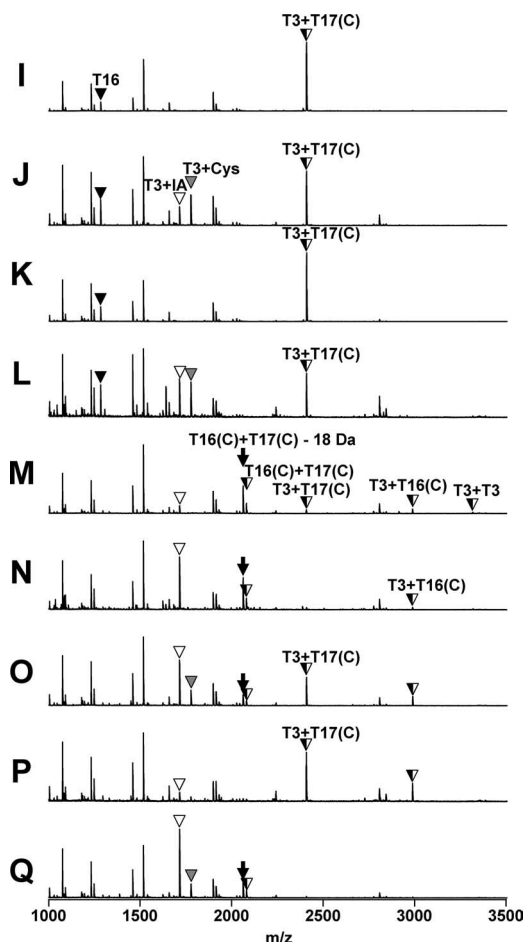 T3+T17(C)
I
T16
T3+T17(C)
J
T3+Cys
T3+IA
T3+T17(C)
K
L
T3+T17(C)
T16(C)+T17(C) - 18 Da
M
T16(C)+T17(C)
T3+T17(C)
T3+T16(C)
T3+T3
N
T3+T16(C)
O
T3+T17(C)
P
T3+T17(C)
Q
1000 1500 2000 2500 3000 3500
m/z